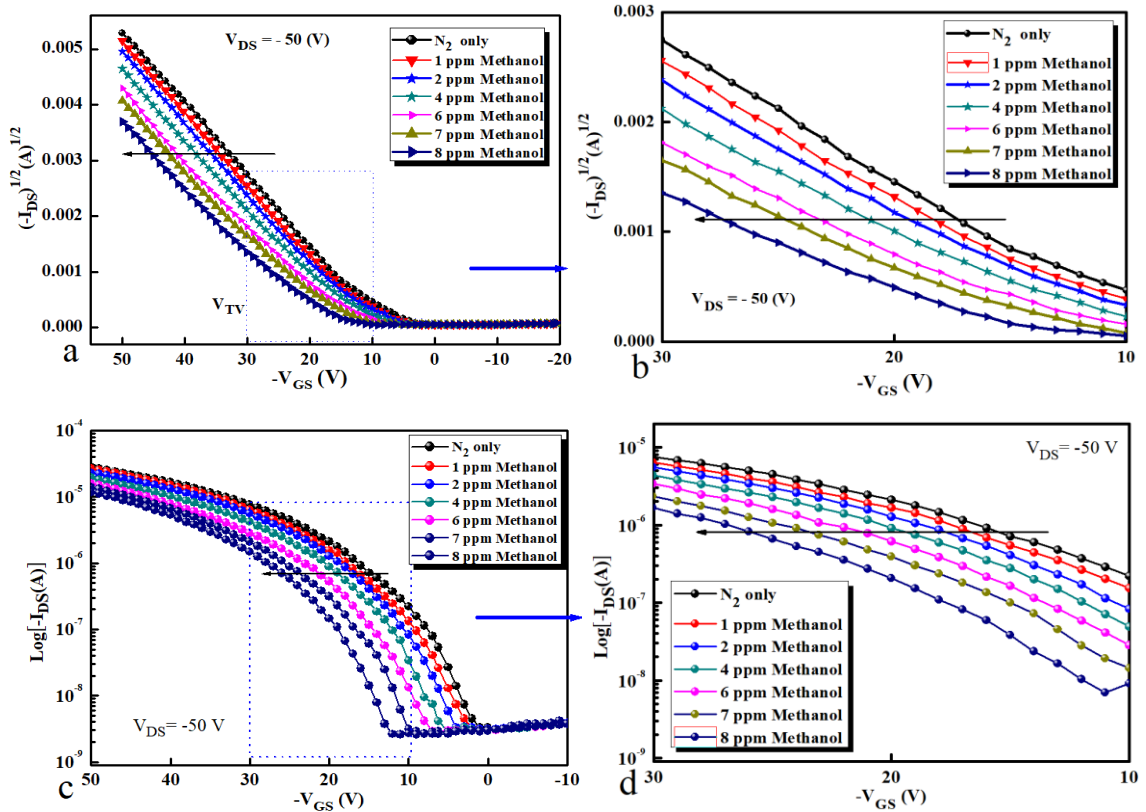 V_DS = - 50 (V)
N_2 only
1 ppm Methanol
2 ppm Methanol
4 ppm Methanol
6 ppm Methanol
7 ppm Methanol
8 ppm Methanol
V_TV
(-I_DS)^1/2 (A)^1/2
0.005
0.004
0.003
0.002
0.001
0.000
50 40 30 20 10 0 -10 -20
-V_GS (V)
a
N_2 only
1 ppm Methanol
2 ppm Methanol
4 ppm Methanol
6 ppm Methanol
7 ppm Methanol
8 ppm Methanol
V_DS = - 50 (V)
(-I_DS)^1/2 (A)^1/2
0.003
0.002
0.001
0.000
30 20 10
-V_GS (V)
b
N_2 only
1 ppm Methanol
2 ppm Methanol
4 ppm Methanol
6 ppm Methanol
7 ppm Methanol
8 ppm Methanol
V_DS= -50 V
Log[-I_DS(A)]
10^-4
10^-5
10^-6
10^-7
10^-8
10^-9
50 40 30 20 10 0 -10
-V_GS (V)
c
V_DS= -50 V
N_2 only
1 ppm Methanol
2 ppm Methanol
4 ppm Methanol
6 ppm Methanol
7 ppm Methanol
8 ppm Methanol
Log[-I_DS(A)]
10^-5
10^-6
10^-7
10^-8
10^-9
30 20 10
-V_GS (V)
d